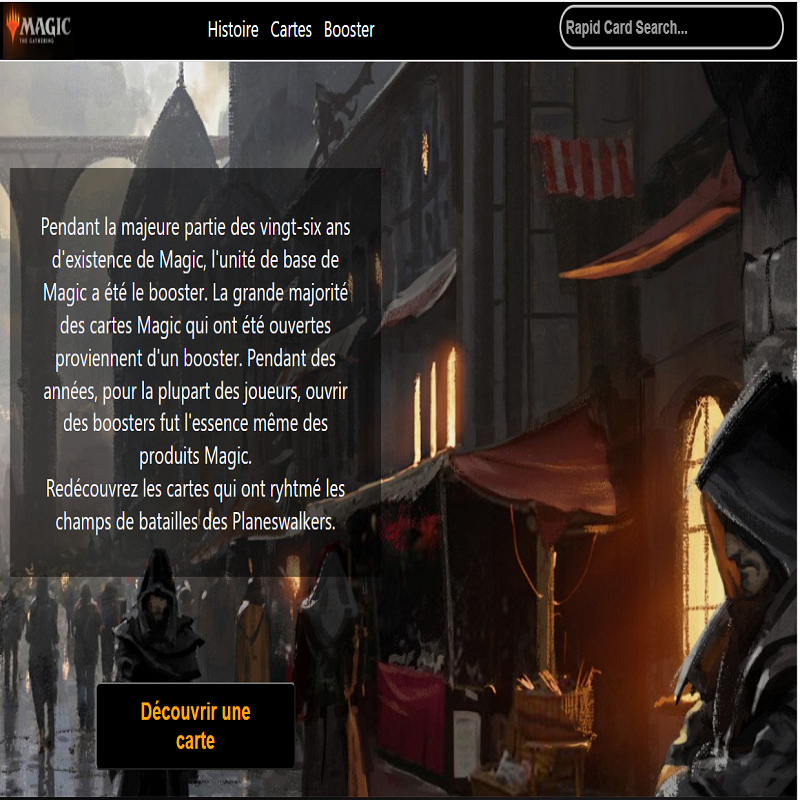 MAGIC
THE GATHERING
Histoire Cartes Booster
Rapid Card Search...
Pendant la majeure partie des vingt-six ans
d'existence de Magic, l'unité de base de
Magic a été le booster. La grande majorité
des cartes Magic qui ont été ouvertes
proviennent d'un booster. Pendant des
années, pour la plupart des joueurs, ouvrir
des boosters fut l'essence même des
produits Magic.
Redécouvrez les cartes qui ont ryhtmé les
champs de batailles des Planeswalkers.
Découvrir une
carte